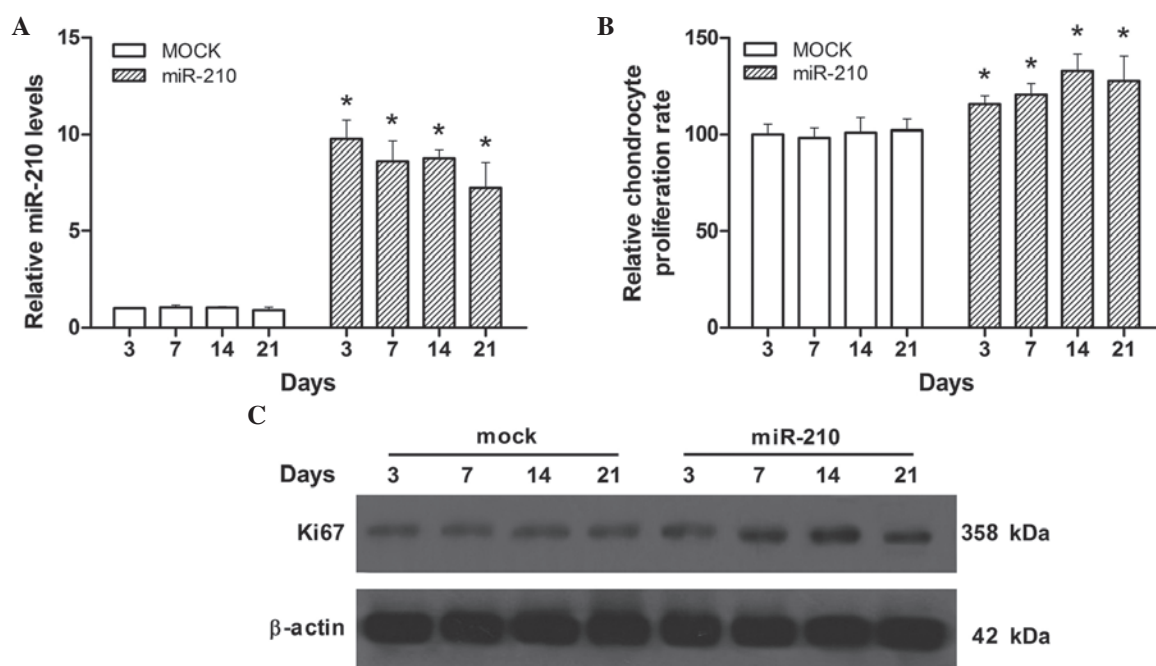 A
Relative miR-210 levels
15
10
5
0
MOCK
miR-210
* * * *
3 7 14 21 3 7 14 21
Days
B
Relative chondrocyte
proliferation rate
150
100
50
0
MOCK
miR-210
* * * *
3 7 14 21 3 7 14 21
Days
C
mock miR-210
Days 3 7 14 21 3 7 14 21
Ki67 358 kDa
β-actin 42 kDa